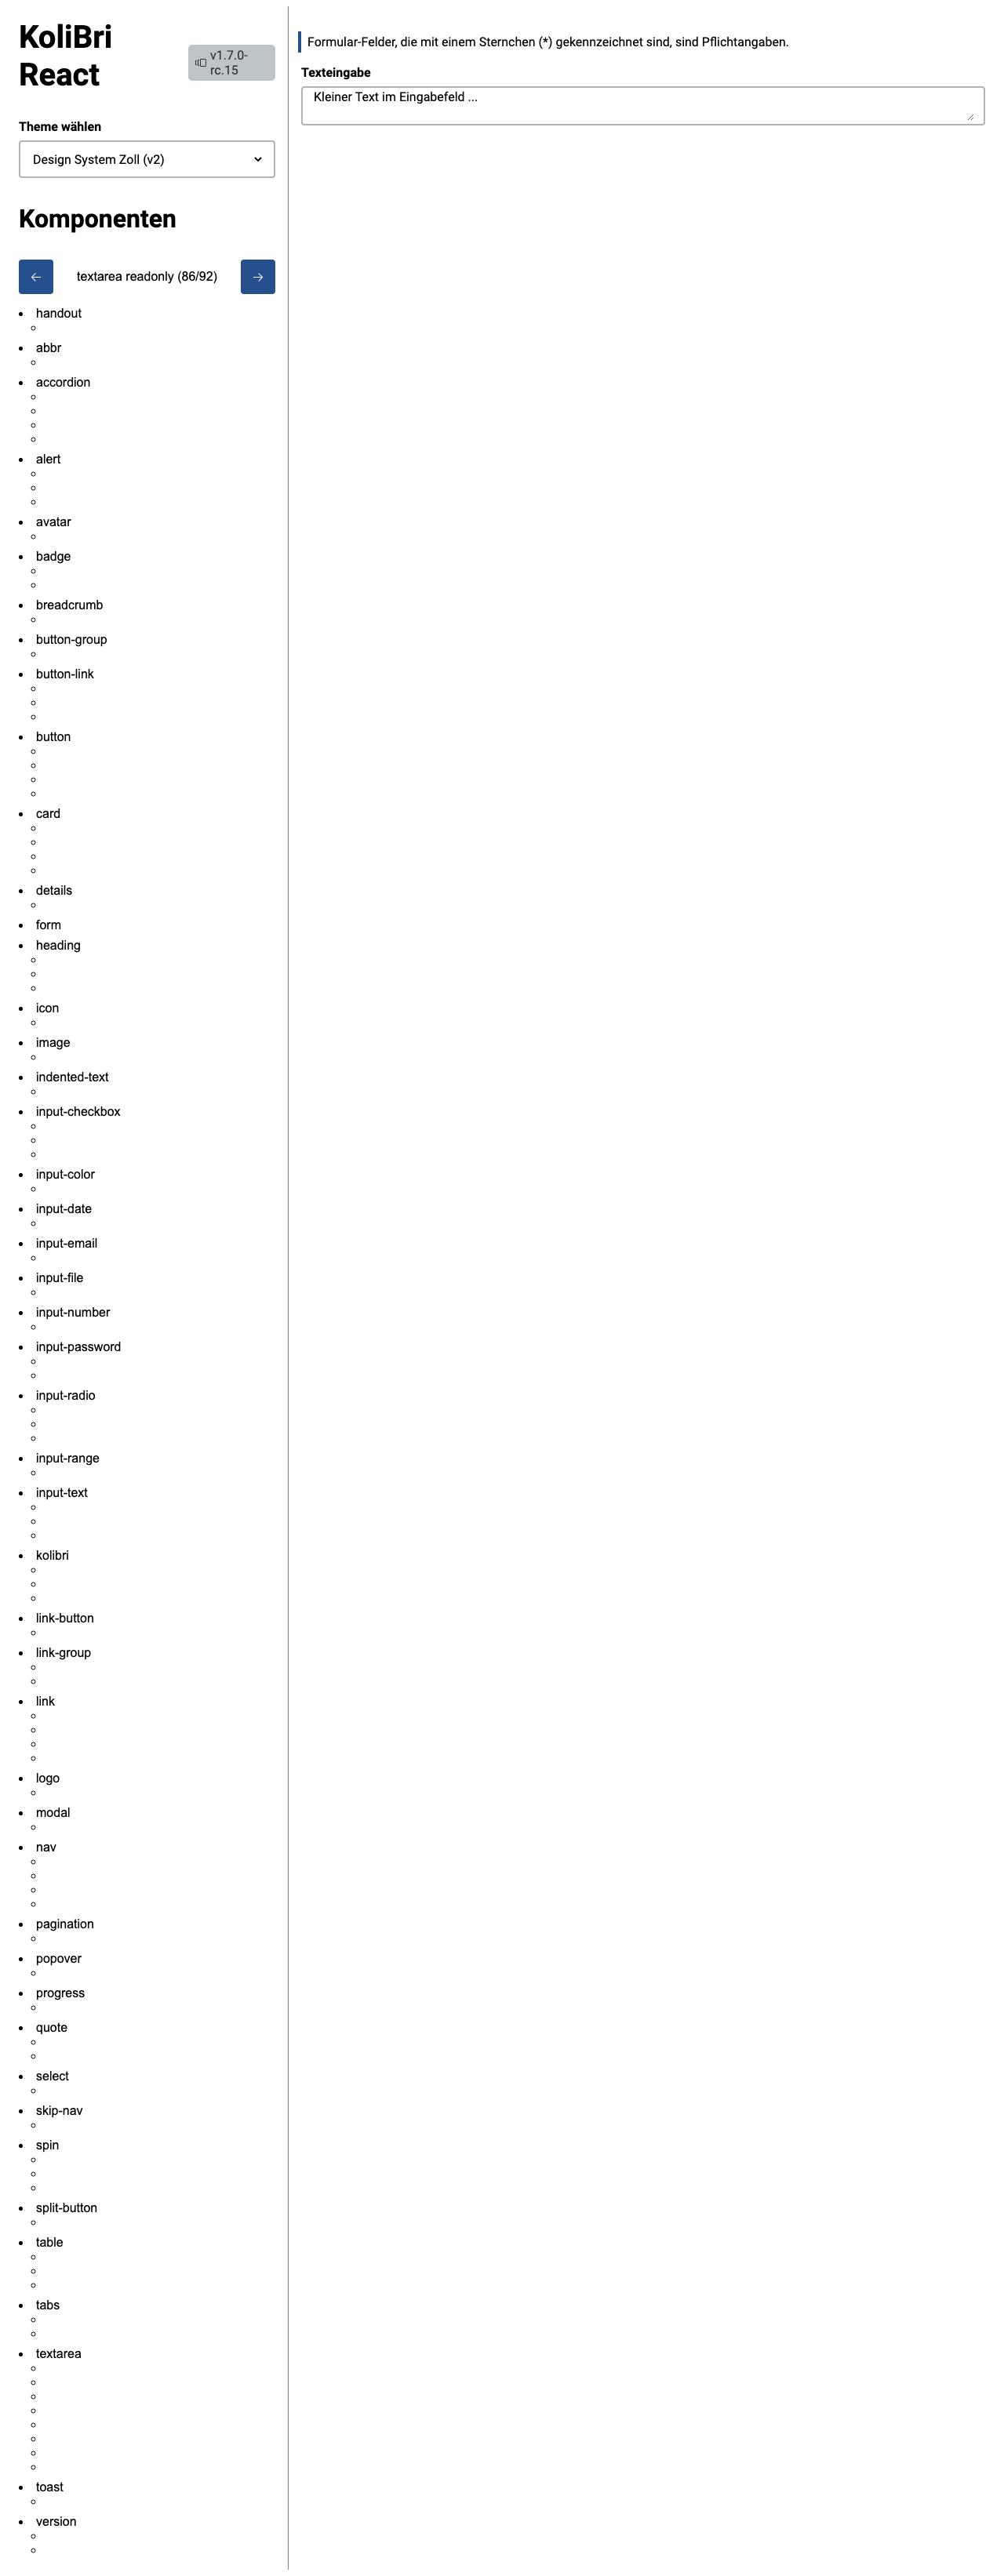 KoliBri
React
v1.7.0-
rc.15
Theme wählen
Design System Zoll (v2)
Komponenten
textarea readonly (86/92)
handout
abbr
accordion
alert
avatar
badge
breadcrumb
button-group
button-link
button
card
details
form
heading
icon
image
indented-text
input-checkbox
input-color
input-date
input-email
input-file
input-number
input-password
input-radio
input-range
input-text
kolibri
link-button
link-group
link
logo
modal
nav
pagination
popover
progress
quote
select
skip-nav
spin
split-button
table
tabs
textarea
toast
version
Formular-Felder, die mit einem Sternchen (*) gekennzeichnet sind, sind Pflichtangaben.
Texteingabe
Kleiner Text im Eingabefeld ...